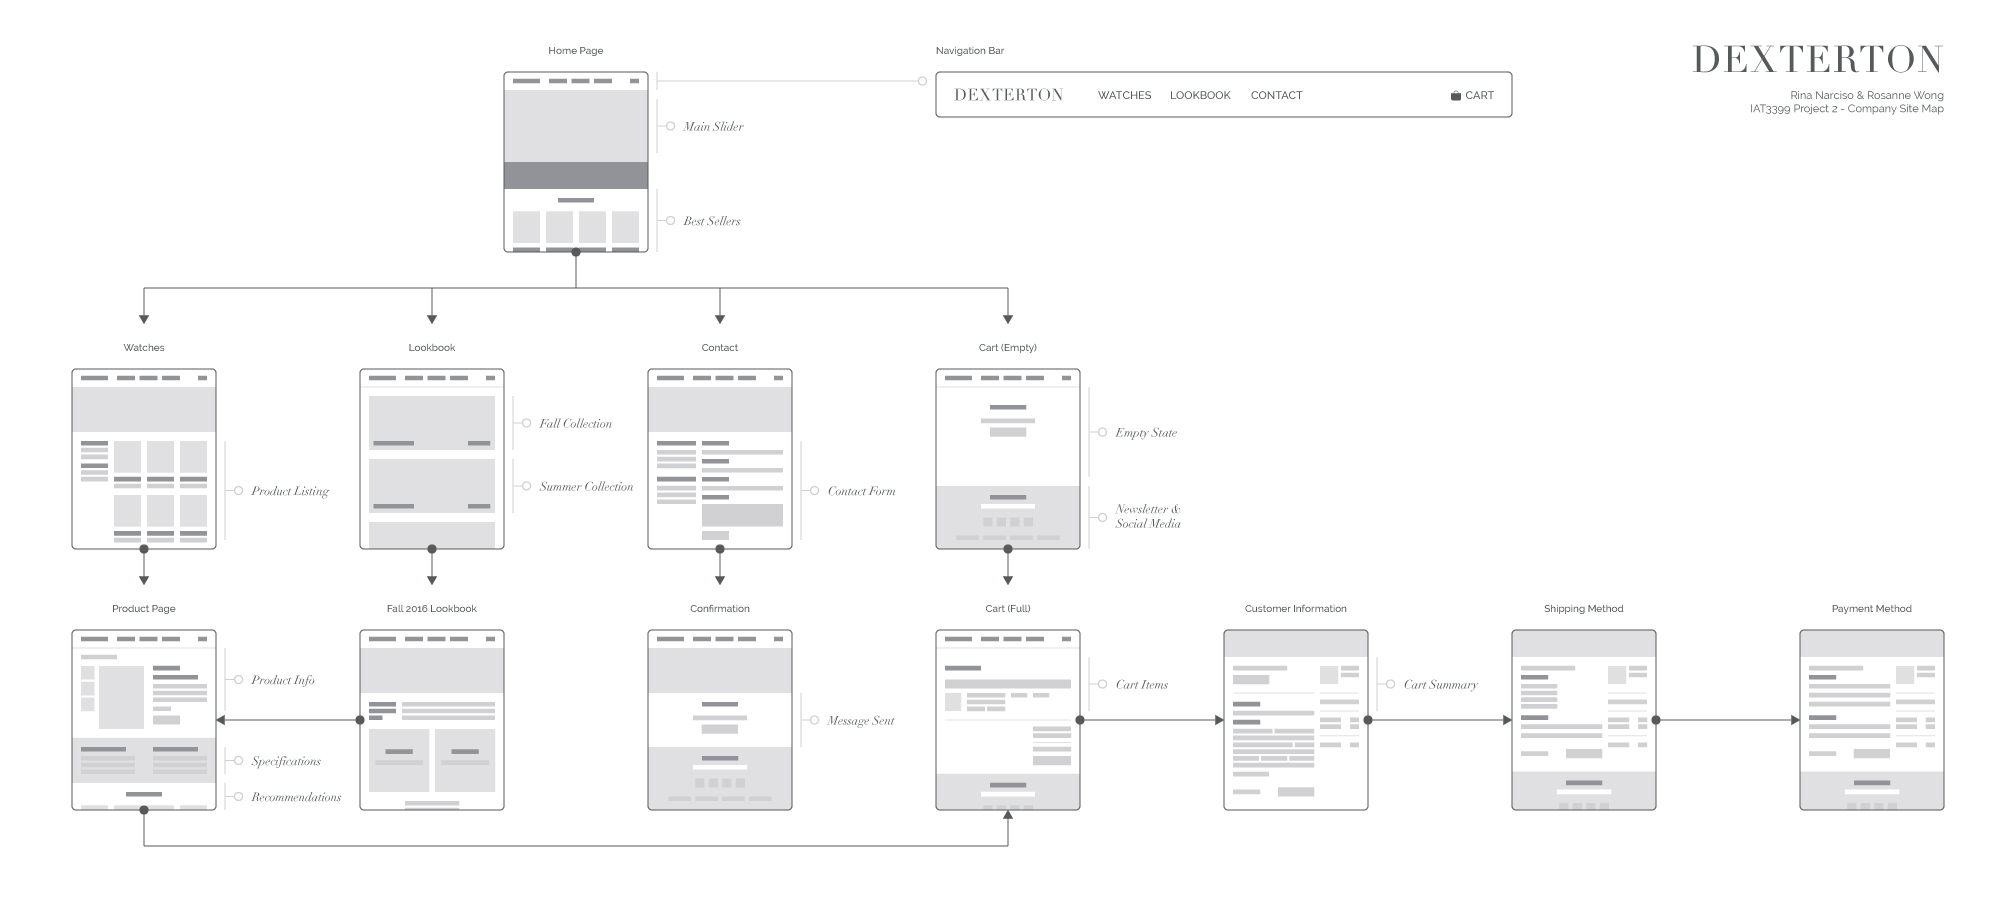 Home Page
Navigation Bar
DEXTERTON
Rina Narciso & Rosanne Wong
IAT3399 Project 2 - Company Site Map
DEXTERTON WATCHES LOOKBOOK CONTACT CART
Main Slider
Best Sellers
Watches
Lookbook
Contact
Cart (Empty)
Product Listing
Fall Collection
Summer Collection
Contact Form
Empty State
Newsletter &
Social Media
Product Page
Fall 2016 Lookbook
Confirmation
Cart (Full)
Customer Information
Shipping Method
Payment Method
Product Info
Specifications
Recommendations
Message Sent
Cart Items
Cart Summary